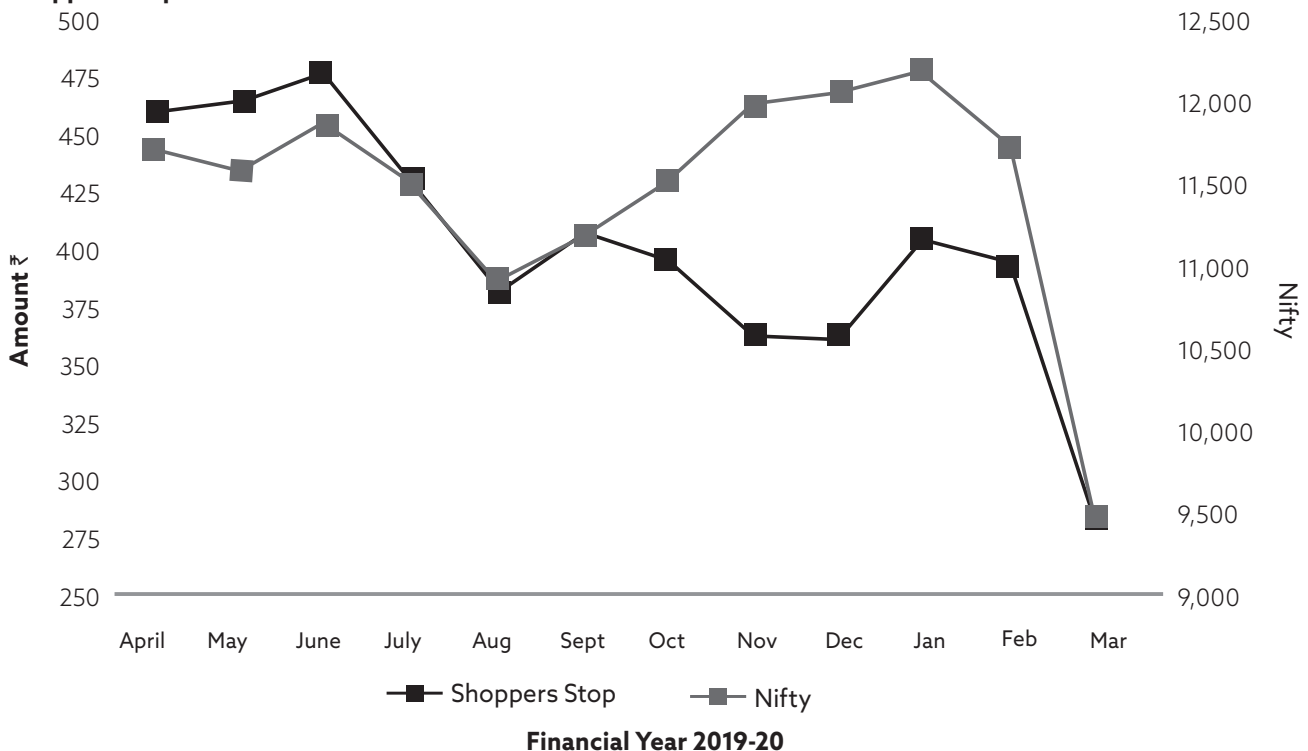 500 12,500
475
450 12,000
425 11,500
400
375 11,000
350 10,500
325 10,000
300
275 9,500
250 9,000
Amount ₹
Nifty
April May June July Aug Sept Oct Nov Dec Jan Feb Mar
Shoppers Stop Nifty
Financial Year 2019-20